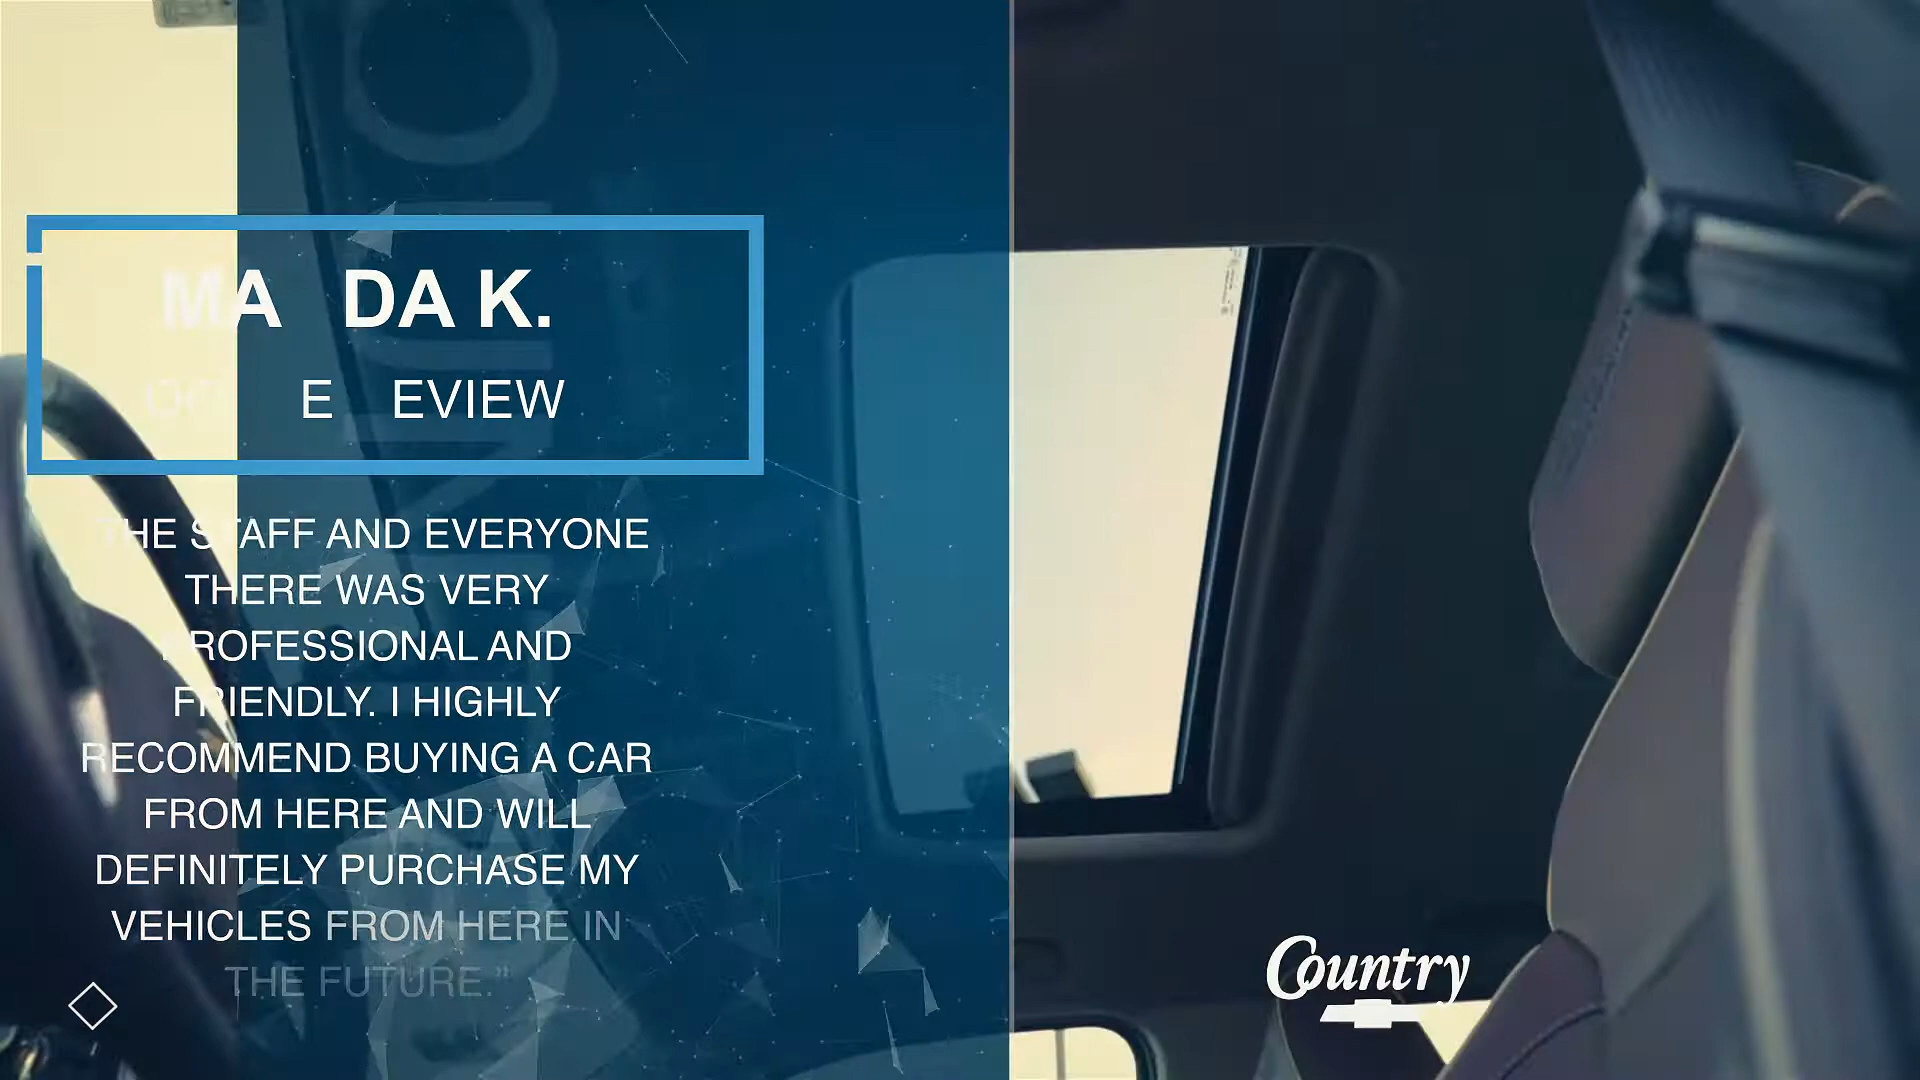 MA DA K.
E EVIEW
THE STAFF AND EVERYONE
THERE WAS VERY
PROFESSIONAL AND
FRIENDLY. I HIGHLY
RECOMMEND BUYING A CAR
FROM HERE AND WILL
DEFINITELY PURCHASE MY
VEHICLES FROM HERE IN
THE FUTURE.”
Country